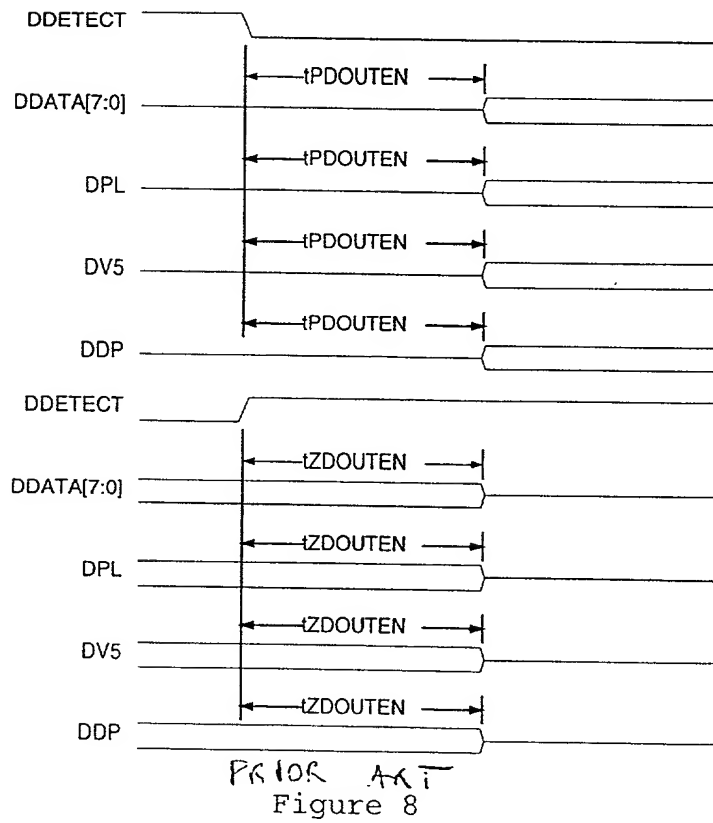 DDETECT
tPDOUTEN
DDATA[7:0]
tPDOUTEN
DPL
tPDOUTEN
DV5
tPDOUTEN
DDP
DDETECT
tZDOUTEN
DDATA[7:0]
tZDOUTEN
DPL
tZDOUTEN
DV5
tZDOUTEN
DDP
PRIOR ART
Figure 8